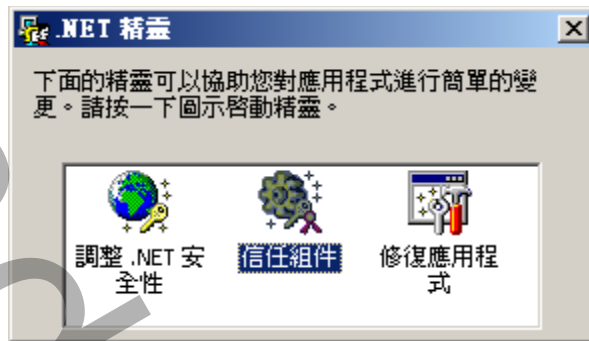 .NET 精靈
下面的精靈可以協助您對應用程式進行簡單的變
更。請按一下圖示啟動精靈。
調整 .NET 安
全性
信任組件
修復應用程
式